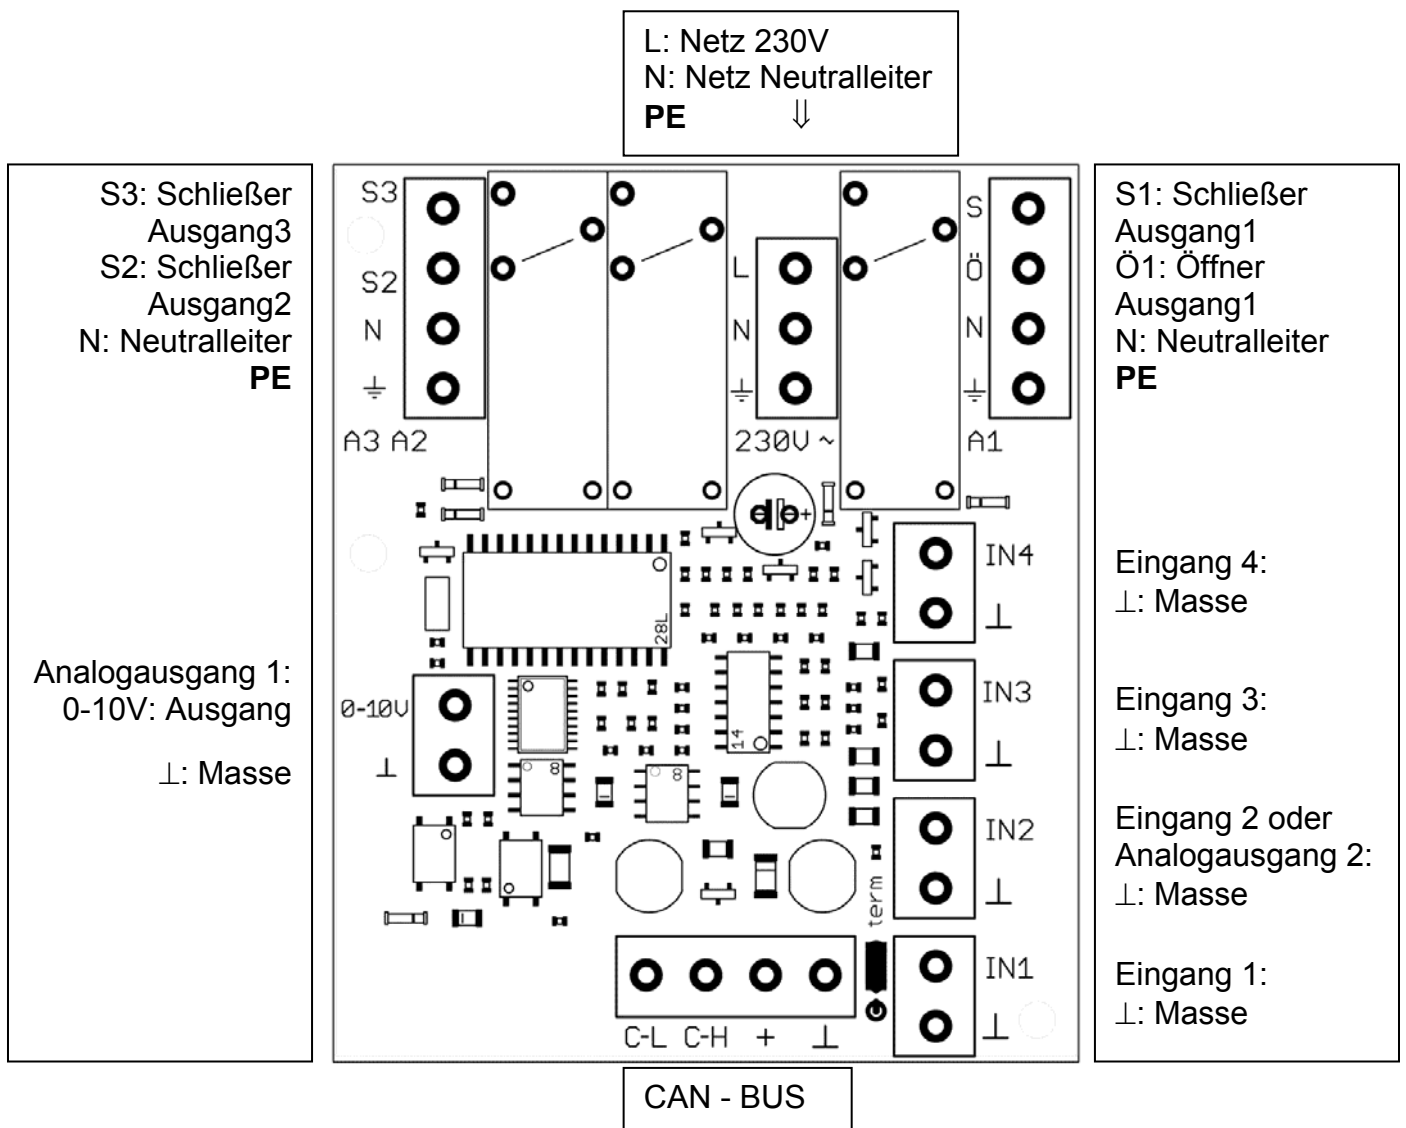 L: Netz 230V
N: Netz Neutralleiter
PE ⇓
S3: Schließer
Ausgang3
S2: Schließer
Ausgang2
N: Neutralleiter
PE
Analogausgang 1:
0-10V: Ausgang
⊥: Masse
S3
S2
N
⏚
A3 A2
L
N
⏚
230V ~
S
Ö
N
⏚
A1
+
28L
IN4
⊥
0-10V
⊥
14
8
8
IN3
⊥
IN2
⊥
term
IN1
⊥
C-L C-H + ⊥
S1: Schließer
Ausgang1
Ö1: Öffner
Ausgang1
N: Neutralleiter
PE
Eingang 4:
⊥: Masse
Eingang 3:
⊥: Masse
Eingang 2 oder
Analogausgang 2:
⊥: Masse
Eingang 1:
⊥: Masse
CAN - BUS